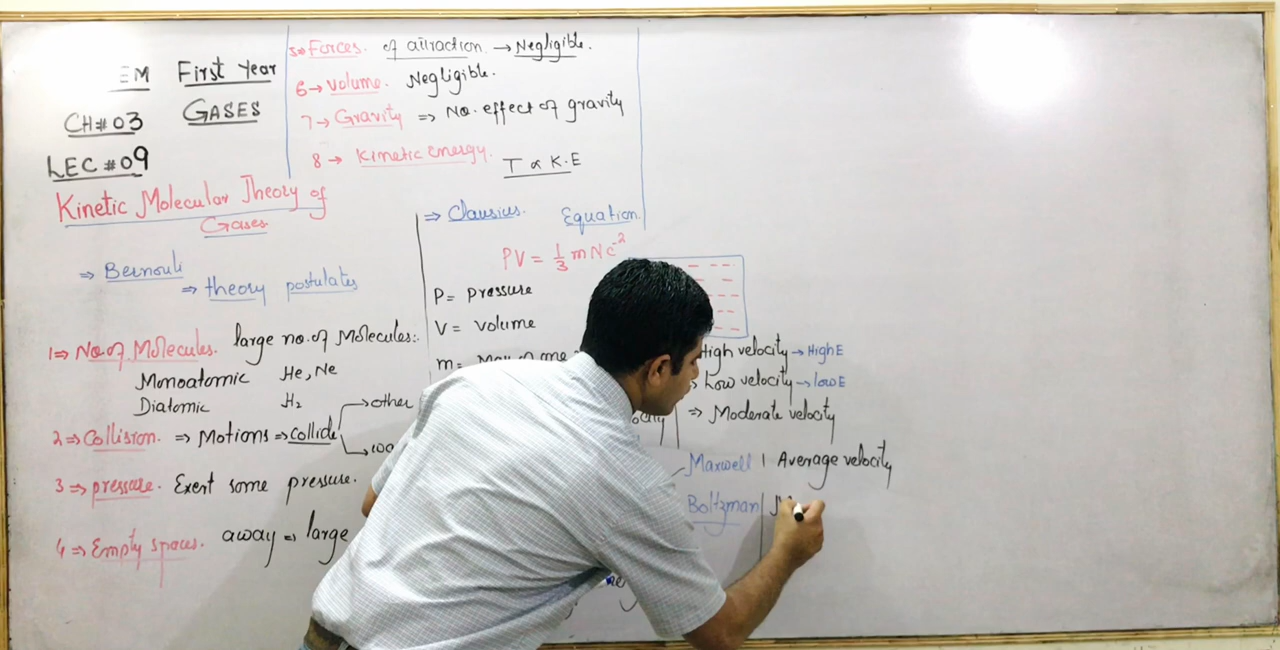 EM First Year
CH#03 GASES
LEC #09
Kinetic Molecular Theory of
Gases
⇒ Bernouli
⇒ theory postulates
1⇒ No. of Molecules. large no. of Molecules.
Monoatomic He, Ne
Diatomic H₂
2⇒ Collision. ⇒ Motions ⇒ collide → other
3 ⇒ pressure. Exert some pressure.
4 ⇒ Empty spaces. away = large
5⇒ Forces. of attraction → Negligible.
6→ volume. Negligible.
7→ Gravity ⇒ No. effect of gravity
8→ kinetic energy. T ∝ K.E
⇒ Clausius. Equation.
PV = 1/3 mNc̄²
P = pressure
V = volume
m = of one
High velocity → High E
Low velocity → low E
⇒ Moderate velocity
Maxwell | Average velocity
Boltzman |